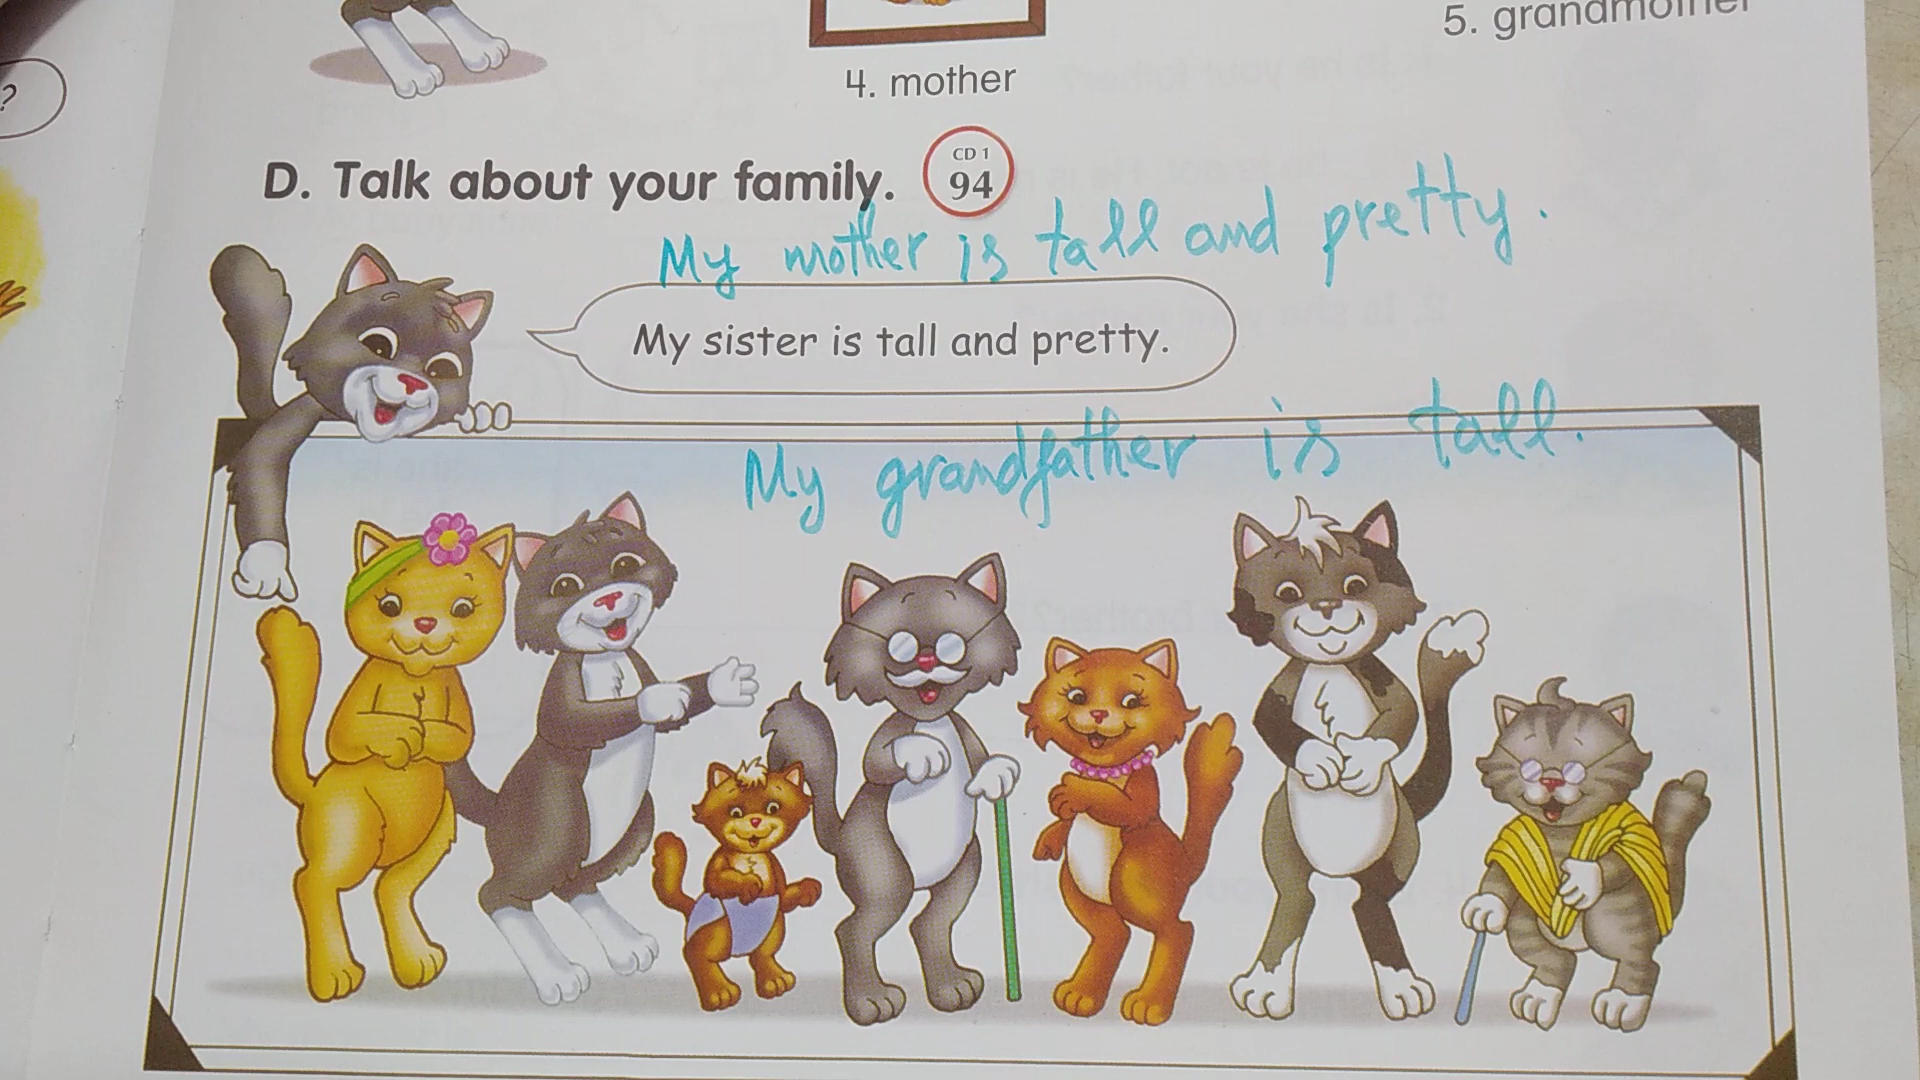 ?
4. mother
5. grandmother
D. Talk about your family.
CD 1
94
My mother is tall and pretty.
My sister is tall and pretty.
My grandfather is tall.